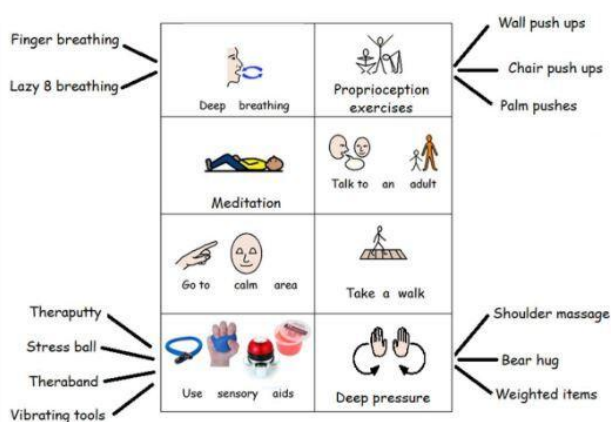 Finger breathing
Lazy 8 breathing
Deep breathing
Proprioception
exercises
Wall push ups
Chair push ups
Palm pushes
Meditation
Talk to an adult
Go to calm area
Take a walk
Theraputty
Stress ball
Theraband
Vibrating tools
Use sensory aids
Deep pressure
Shoulder massage
Bear hug
Weighted items